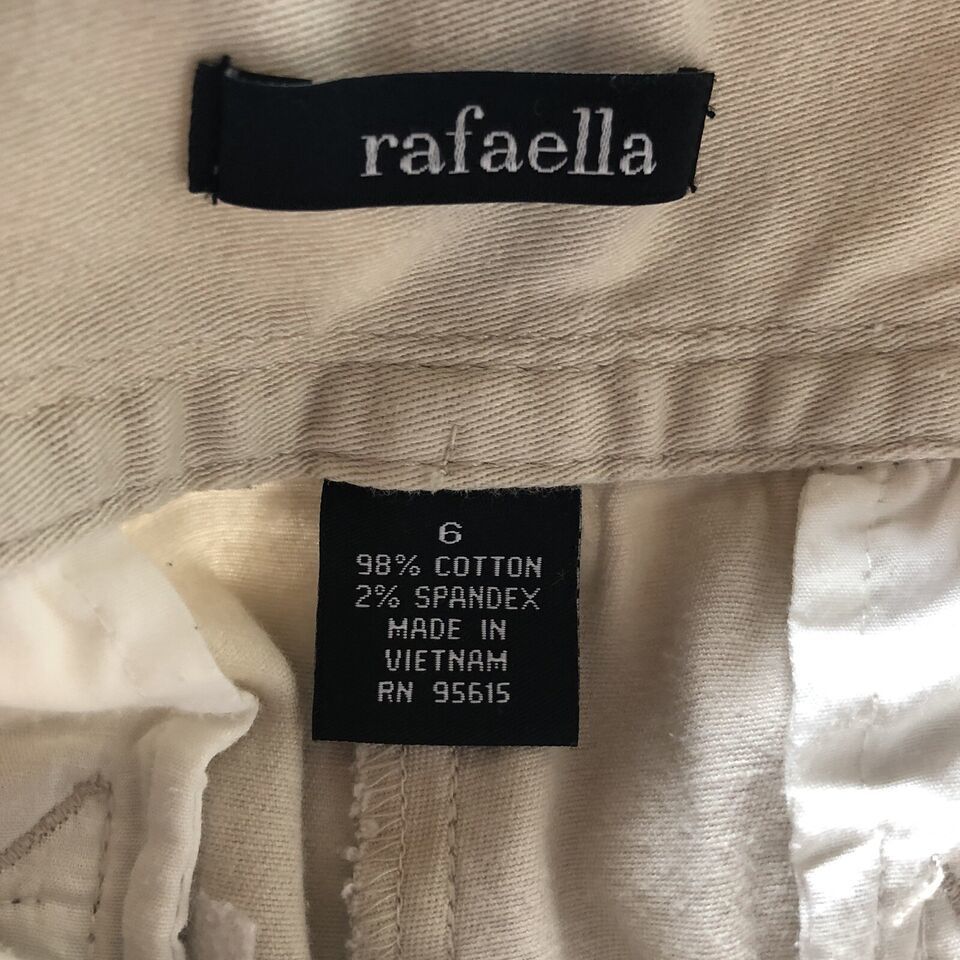 rafaella
6
98% COTTON
2% SPANDEX
MADE IN
VIETNAM
RN 95615